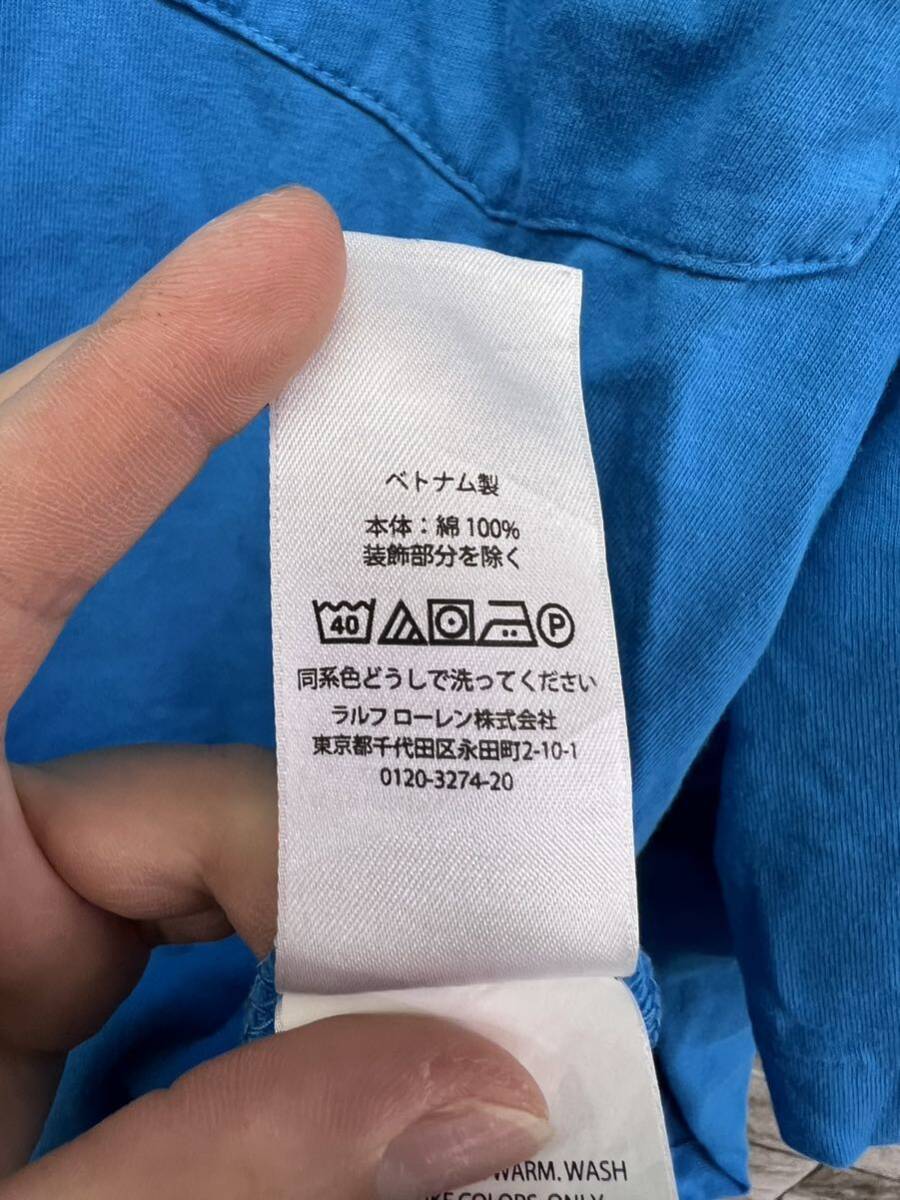 ベトナム製
本体：綿 100%
装飾部分を除く
40 P
同系色どうしで洗ってください
ラルフ ローレン株式会社
東京都千代田区永田町2-10-1
0120-3274-20
WARM. WASH
COLORS. ONLY